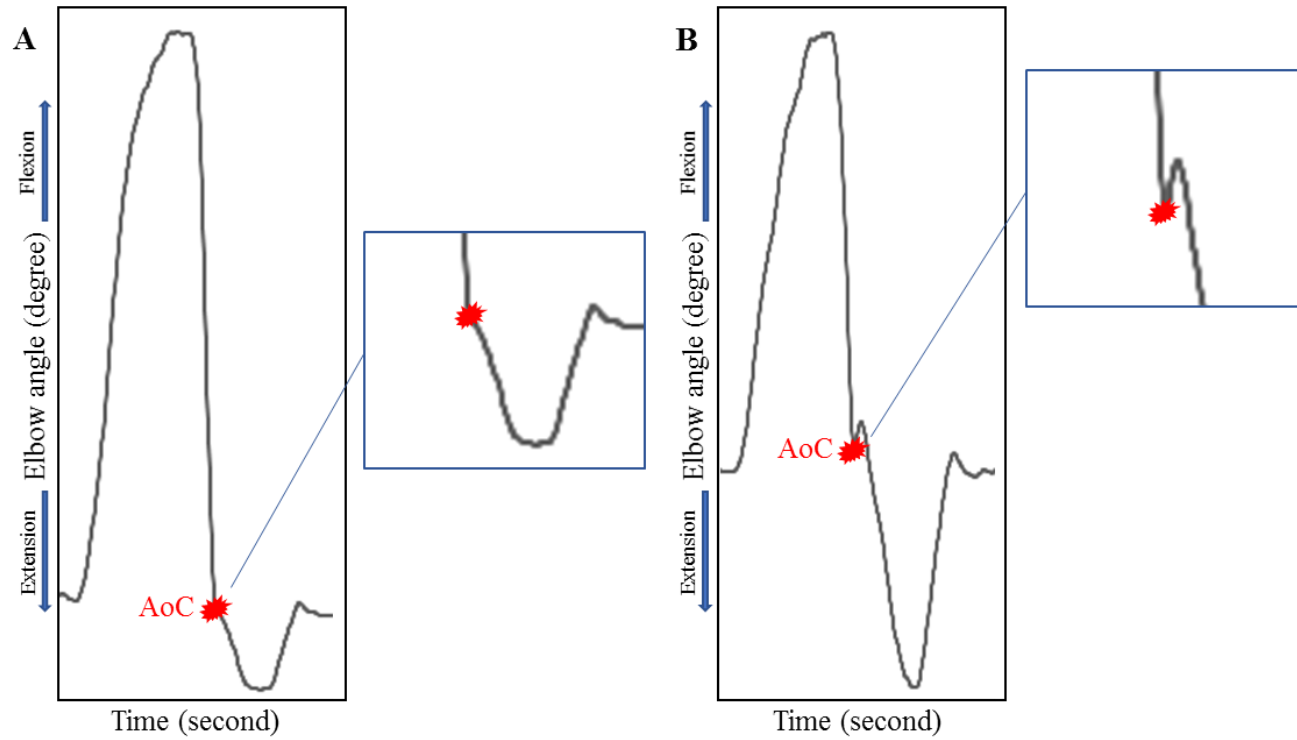 A
Flexion
Elbow angle (degree)
Extension
AoC
Time (second)
B
Flexion
Elbow angle (degree)
Extension
AoC
Time (second)